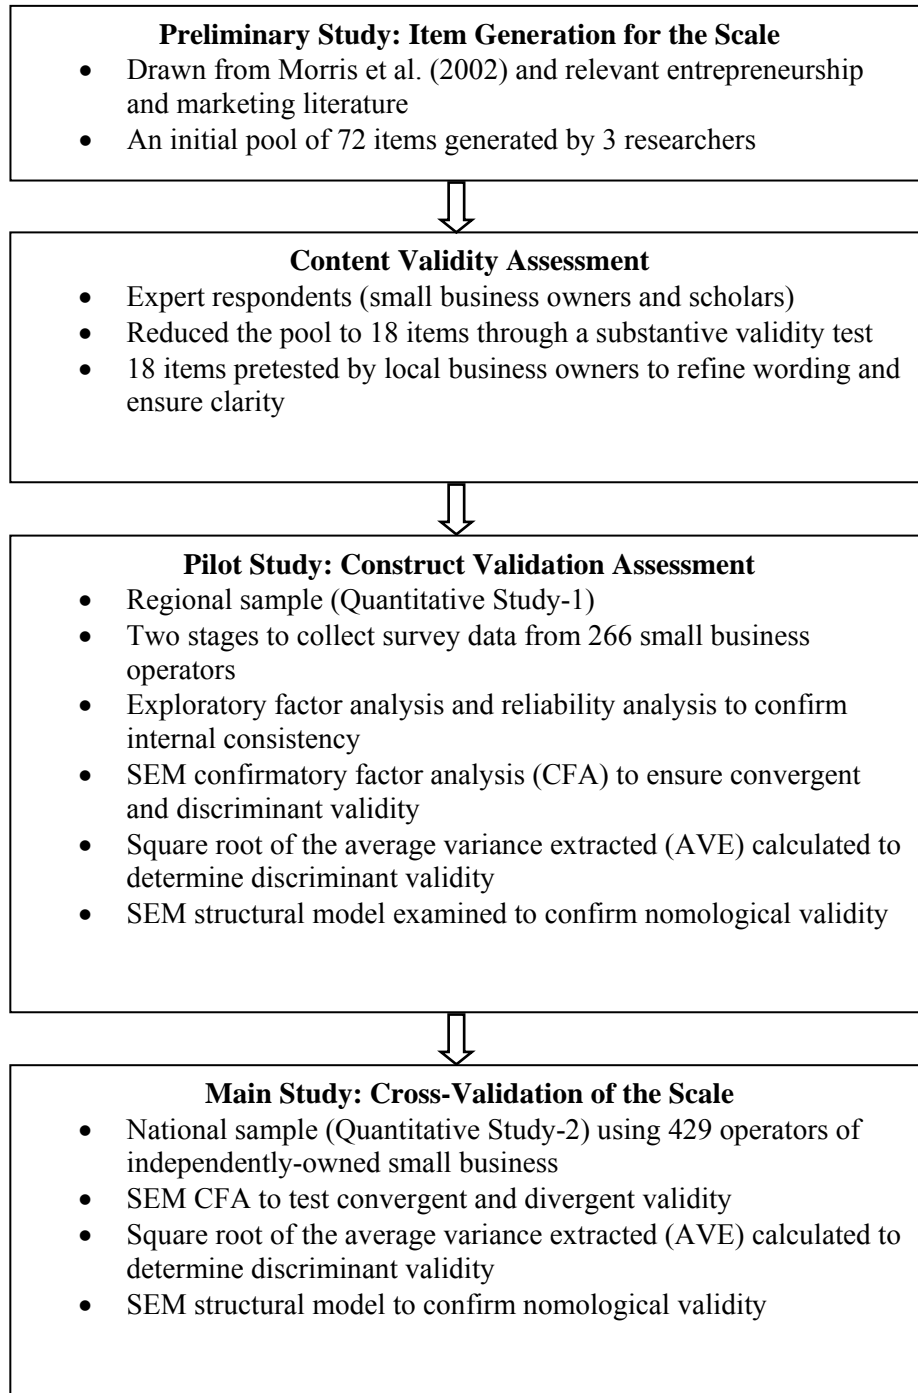 Preliminary Study: Item Generation for the Scale
• Drawn from Morris et al. (2002) and relevant entrepreneurship
and marketing literature
• An initial pool of 72 items generated by 3 researchers
Content Validity Assessment
• Expert respondents (small business owners and scholars)
• Reduced the pool to 18 items through a substantive validity test
• 18 items pretested by local business owners to refine wording and
ensure clarity
Pilot Study: Construct Validation Assessment
• Regional sample (Quantitative Study-1)
• Two stages to collect survey data from 266 small business
operators
• Exploratory factor analysis and reliability analysis to confirm
internal consistency
• SEM confirmatory factor analysis (CFA) to ensure convergent
and discriminant validity
• Square root of the average variance extracted (AVE) calculated to
determine discriminant validity
• SEM structural model examined to confirm nomological validity
Main Study: Cross-Validation of the Scale
• National sample (Quantitative Study-2) using 429 operators of
independently-owned small business
• SEM CFA to test convergent and divergent validity
• Square root of the average variance extracted (AVE) calculated to
determine discriminant validity
• SEM structural model to confirm nomological validity